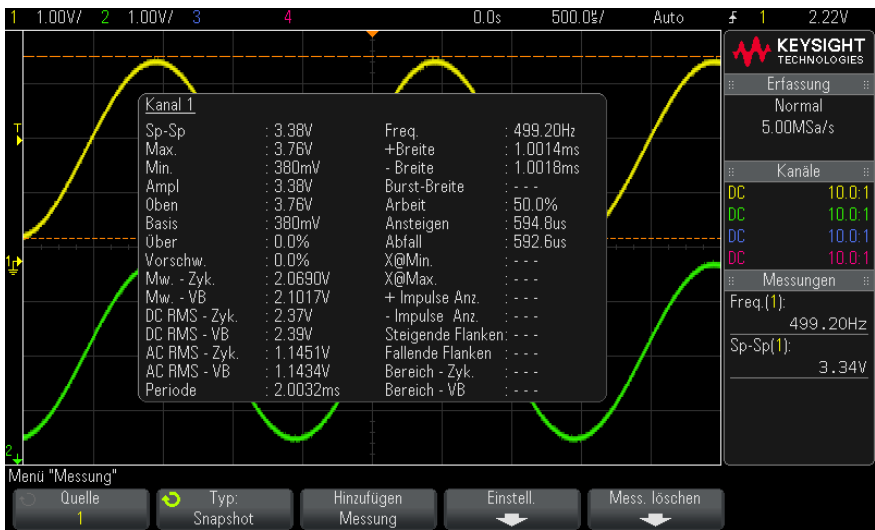 1 1.00V/ 2 1.00V/ 3 4 0.0s 500.0㎲/ Auto 1 2.22V
KEYSIGHT
TECHNOLOGIES
Erfassung
Normal
5.00MSa/s
Kanäle
DC 10.0:1
DC 10.0:1
DC 10.0:1
DC 10.0:1
Messungen
Freq.(1):
499.20Hz
Sp-Sp(1):
3.34V
T
1
2
Kanal 1
Sp-Sp : 3.38V Freq. : 499.20Hz
Max. : 3.76V +Breite : 1.0014ms
Min. : 380mV - Breite : 1.0018ms
Ampl : 3.38V Burst-Breite : - - -
Oben : 3.76V Arbeit : 50.0%
Basis : 380mV Ansteigen : 594.8us
Über : 0.0% Abfall : 592.6us
Vorschw. : 0.0% X@Min. : - - -
Mw. - Zyk. : 2.0690V X@Max. : - - -
Mw. - VB : 2.1017V + Impulse Anz. : - - -
DC RMS - Zyk. : 2.37V - Impulse Anz. : - - -
DC RMS - VB : 2.39V Steigende Flanken: - - -
AC RMS - Zyk. : 1.1451V Fallende Flanken : - - -
AC RMS - VB : 1.1434V Bereich - Zyk. : - - -
Periode : 2.0032ms Bereich - VB : - - -
Menü "Messung"
Quelle
1
Typ:
Snapshot
Hinzufügen
Messung
Einstell.
Mess. löschen